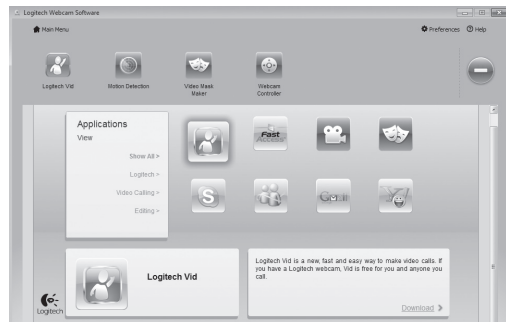 Logitech Webcam Software
Main Menu
Preferences
Help
Logitech Vid
Motion Detection
Video Mask
Maker
Webcam
Controller
Applications
View
Show All >
Logitech >
Video Calling >
Editing >
Fast
Access
S
Gmail
Y!
Logitech Vid
Logitech Vid is a new, fast and easy way to make video calls. If
you have a Logitech webcam, Vid is free for you and anyone you
call.
Download
Logitech